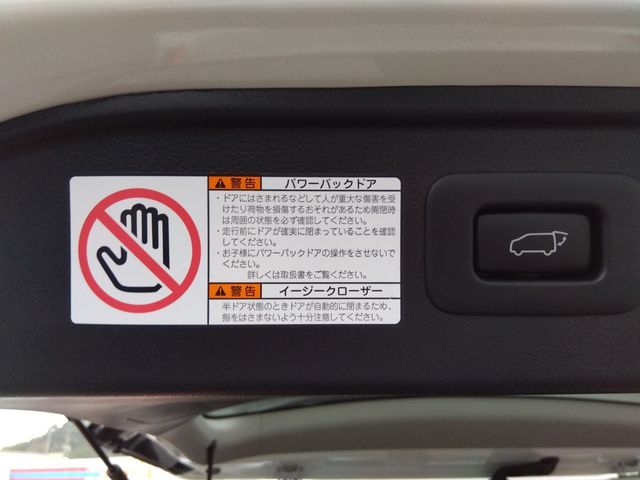 警告 パワーバックドア
・ドアにはさまれるなどして人が重大な傷害を受
けたり荷物を損傷するおそれがあるため開閉時
は周囲の状態を必ず確認してください。
・走行前にドアが確実に閉まっていることを確認
してください。
・お子様にパワーバックドアの操作をさせないで
ください。
詳しくは取扱書をご覧ください。
警告 イージークローザー
半ドア状態のときドアが自動的に閉まるため、
指をはさまないよう十分注意してください。